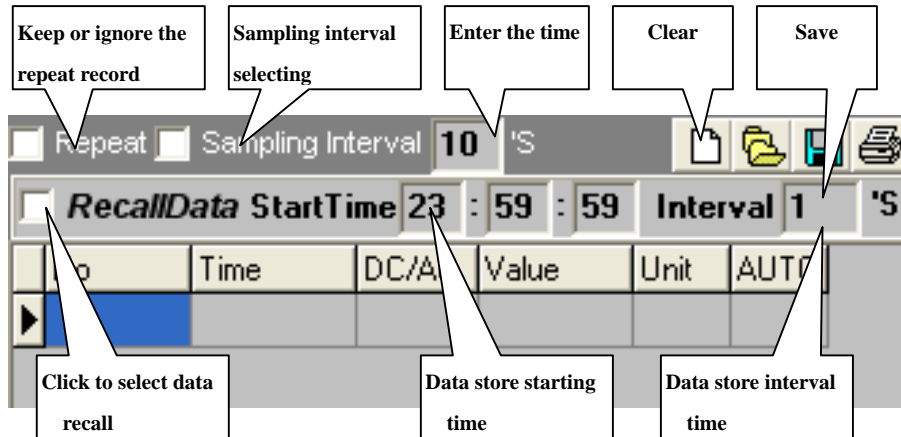 Keep or ignore the
repeat record
Sampling interval
selecting
Enter the time
Clear
Save
Repeat Sampling Interval 10 'S
RecallData StartTime 23 : 59 : 59 Interval 1 'S
Time DC/A Value Unit AUTO
Click to select data
recall
Data store starting
time
Data store interval
time